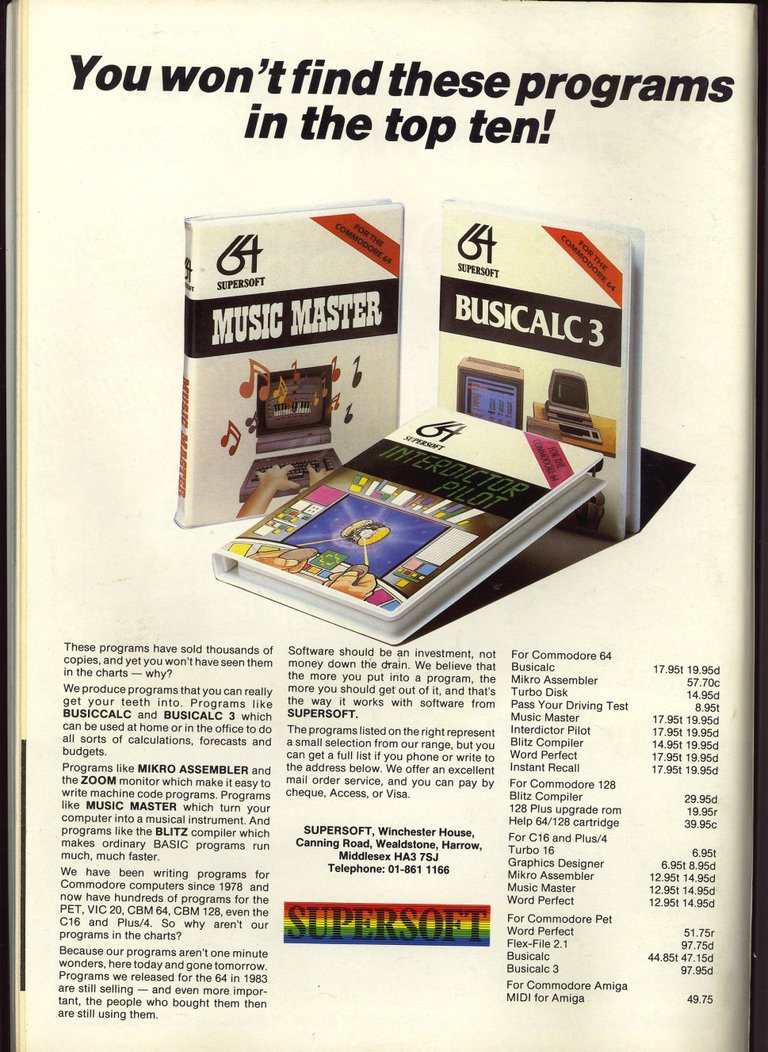 You won't find these programs
in the top ten!
64
SUPERSOFT
FOR THE
COMMODORE 64
MUSIC MASTER
MUSIC MASTER
64
SUPERSOFT
FOR THE
COMMODORE 64
BUSICALC 3
64
SUPERSOFT
FOR THE
COMMODORE 64
INTERDICTOR
PILOT
These programs have sold thousands of
copies, and yet you won't have seen them
in the charts — why?
We produce programs that you can really
get your teeth into. Programs like
BUSICCALC and BUSICALC 3 which
can be used at home or in the office to do
all sorts of calculations, forecasts and
budgets.
Programs like MIKRO ASSEMBLER and
the ZOOM monitor which make it easy to
write machine code programs. Programs
like MUSIC MASTER which turn your
computer into a musical instrument. And
programs like the BLITZ compiler which
makes ordinary BASIC programs run
much, much faster.
We have been writing programs for
Commodore computers since 1978 and
now have hundreds of programs for the
PET, VIC 20, CBM 64, CBM 128, even the
C16 and Plus/4. So why aren't our
programs in the charts?
Because our programs aren't one minute
wonders, here today and gone tomorrow.
Programs we released for the 64 in 1983
are still selling — and even more impor-
tant, the people who bought them then
are still using them.
Software should be an investment, not
money down the drain. We believe that
the more you put into a program, the
more you should get out of it, and that's
the way it works with software from
SUPERSOFT.
The programs listed on the right represent
a small selection from our range, but you
can get a full list if you phone or write to
the address below. We offer an excellent
mail order service, and you can pay by
cheque, Access, or Visa.
SUPERSOFT, Winchester House,
Canning Road, Wealdstone, Harrow,
Middlesex HA3 7SJ
Telephone: 01-861 1166
SUPERSOFT
For Commodore 64
Busicalc 17.95t 19.95d
Mikro Assembler 57.70c
Turbo Disk 14.95d
Pass Your Driving Test 8.95t
Music Master 17.95t 19.95d
Interdictor Pilot 17.95t 19.95d
Blitz Compiler 14.95t 19.95d
Word Perfect 17.95t 19.95d
Instant Recall 17.95t 19.95d
For Commodore 128
Blitz Compiler 29.95d
128 Plus upgrade rom 19.95r
Help 64/128 cartridge 39.95c
For C16 and Plus/4
Turbo 16 6.95t
Graphics Designer 6.95t 8.95d
Mikro Assembler 12.95t 14.95d
Music Master 12.95t 14.95d
Word Perfect 12.95t 14.95d
For Commodore Pet
Word Perfect 51.75r
Flex-File 2.1 97.75d
Busicalc 44.85t 47.15d
Busicalc 3 97.95d
For Commodore Amiga
MIDI for Amiga 49.75